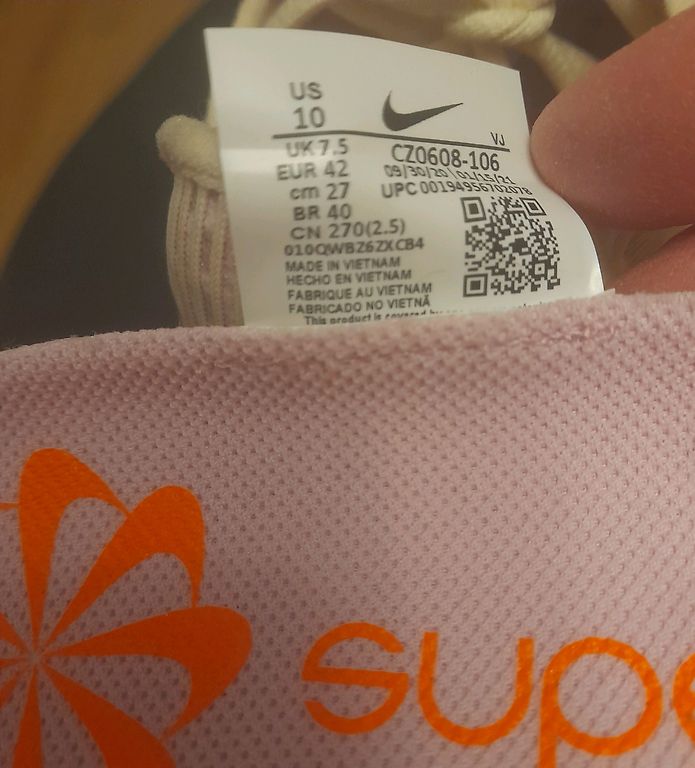 US
10
VJ
UK 7.5
CZ0608-106
EUR 42
09/30/20 01/15/21
cm 27
UPC 00194956702078
BR 40
CN 270(2.5)
010QWBZ6ZXCB4
MADE IN VIETNAM
HECHO EN VIETNAM
FABRIQUE AU VIETNAM
FABRICADO NO VIETNÃ
This product is covered by
supe